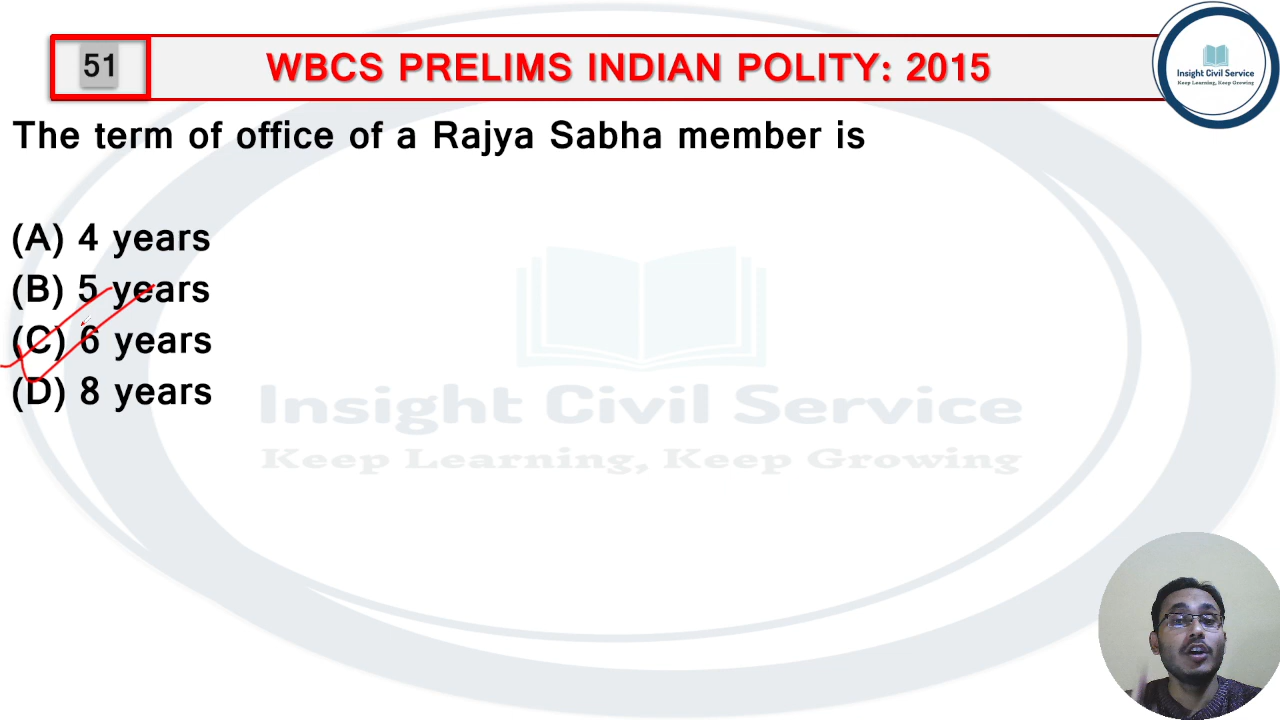 51
WBCS PRELIMS INDIAN POLITY: 2015
Insight Civil Service
Keep Learning, Keep Growing
The term of office of a Rajya Sabha member is
(A) 4 years
(B) 5 years
(C) 6 years
(D) 8 years
Insight Civil Service
Keep Learning, Keep Growing